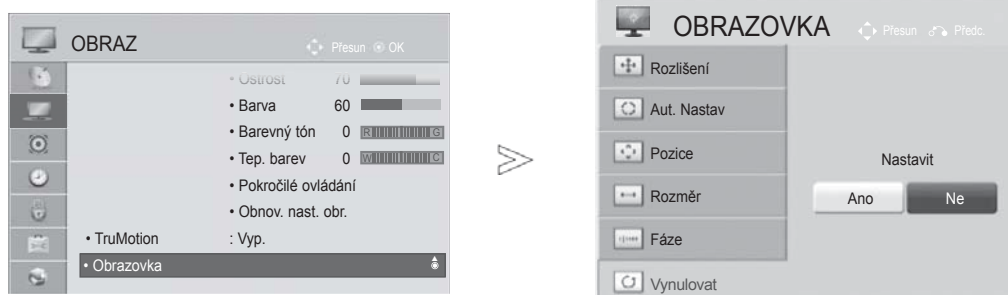 OBRAZ
Přesun OK
• Ostrost 70
• Barva 60
• Barevný tón 0 R G
• Tep. barev 0 W C
• Pokročilé ovládání
• Obnov. nast. obr.
• TruMotion : Vyp.
• Obrazovka
OBRAZOVKA
Přesun Předc.
Rozlišení
Aut. Nastav
Pozice
Rozměr
Fáze
Vynulovat
Nastavit
Ano Ne